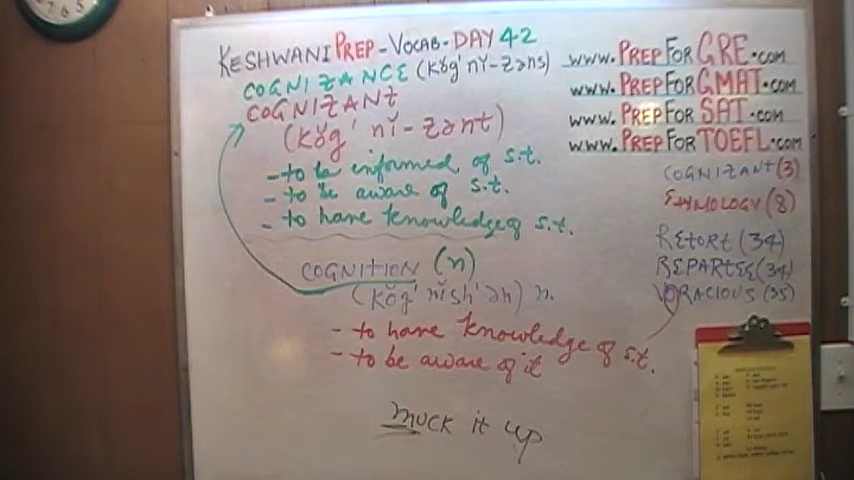 KESHWANI PREP-VOCAB-DAY 42
COGNIZANCE (kŏg' nĭ-zəns)
COGNIZANT
(kŏg' nĭ-zənt)
-to be informed of s.t.
-to be aware of s.t.
- to have knowledge of s.t.
COGNITION (n)
(kŏg' nĭsh' ən) n.
- to have knowledge of s.t.
- to be aware of it
muck it up
www.PREPFORGRE.com
www.PREPFORGMAT.com
www.PREPFORSAT.com
www.PREPFORTOEFL.com
COGNIZANT (3)
ETYMOLOGY (8)
RETORT (34)
REPARTEE (34)
VORACIOUS (35)